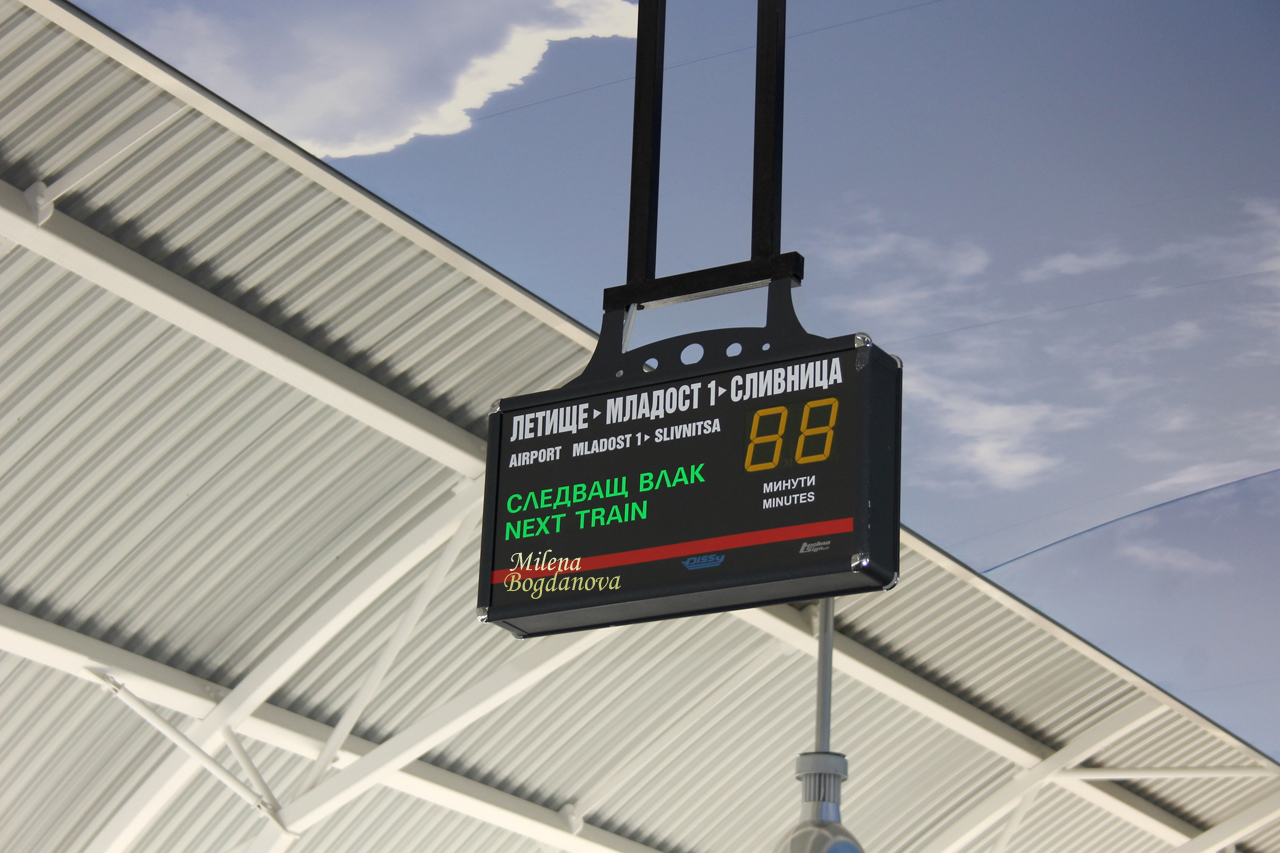 ЛЕТИЩЕ ▸ МЛАДОСТ 1 ▸ СЛИВНИЦА
AIRPORT MLADOST 1 ▸ SLIVNITSA
88
СЛЕДВАЩ ВЛАК
МИНУТИ
NEXT TRAIN
MINUTES
Milena
Bogdanova
DISSY